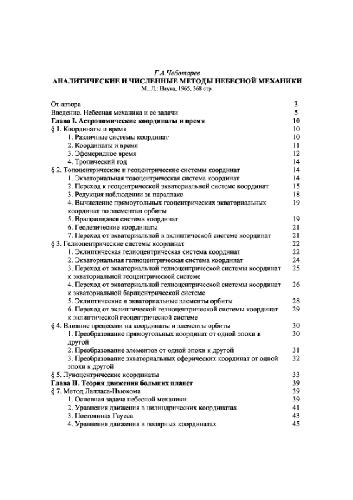 Г.А.Чеботарев
АНАЛИТИЧЕСКИЕ И ЧИСЛЕННЫЕ МЕТОДЫ НЕБЕСНОЙ МЕХАНИКИ
М., Л.: Наука, 1965, 368 стр.
От автора 3
Введение. Небесная механика и ее задачи 5
Глава I. Астрономические координаты и время 10
§ 1. Координаты и время 10
1. Различные системы координат 10
2. Координаты и время 11
3. Эфемеридное время 12
4. Тропический год 14
§ 2. Топоцентрические и геоцентрические системы координат 14
1. Экваториальная топоцентрическая система координат 14
2. Переход к геоцентрической экваториальной системе координат 15
3. Редукция наблюдений за параллакс 18
4. Вычисление прямоугольных геоцентрических экваториальных 19
координат по элементам орбиты
5. Вращающаяся система координат 19
6. Геодезические координаты 21
7. Переход от экваториальной к эклиптической системе координат 21
§ 3. Гелиоцентрические системы координат 22
1. Эклиптическая гелиоцентрическая система координат 22
2. Экваториальная гелиоцентрическая система координат 24
3. Переход от экваториальной гелиоцентрической системы координат 25
к экваториальной геоцентрической системе
4. Переход от экваториальной гелиоцентрической системы координат 26
к экваториальной барицентрической системе
5. Эклиптические и экваториальные элементы орбиты 28
6. Переход от эклиптической гелиоцентрической системы координат 29
к эклиптической геоцентрической системе
§ 4. Влияние прецессии на координаты и элементы орбиты 30
1. Преобразование прямоугольных координат от одной эпохи к 30
другой
2. Преобразование элементов от одной эпохи к другой 31
3. Преобразование экваториальных сферических координат от одной 32
эпохи к другой
§ 5. Луноцентрические координаты 33
Глава II. Теория движения больших планет 39
§ 7. Метод Лапласа-Ньюкома 39
1. Основная задача небесной механики 39
2. Уравнения движения в цилиндрических координатах 41
3. Постоянная Гаусса 43
4. Уравнения движения в полярных координатах 45